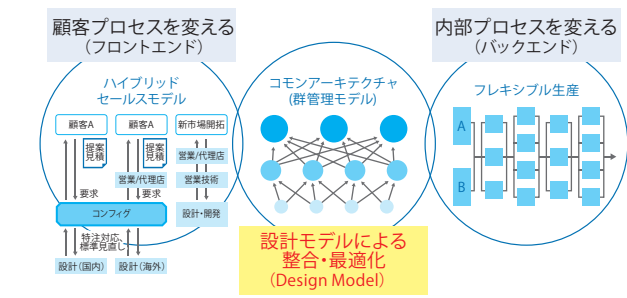 顧客プロセスを変える
（フロントエンド）
内部プロセスを変える
（バックエンド）
ハイブリッド
セールスモデル
コモンアーキテクチャ
(群管理モデル)
フレキシブル生産
顧客A
顧客A
新市場開拓
提案
見積
提案
見積
営業/代理店
営業/代理店
営業技術
要求
要求
コンフィグ
設計・開発
特注対応、
標準見直し
設計(国内)
設計(海外)
A
B
設計モデルによる
整合・最適化
（Design Model）